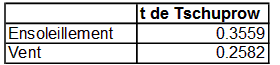 t de Tschuprow
Ensoleillement 0.3559
Vent 0.2582